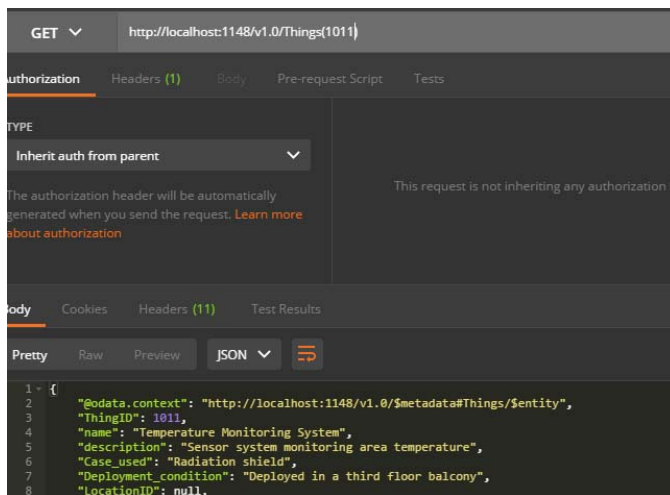 GET http://localhost:1148/v1.0/Things(1011)
Authorization Headers (1) Body Pre-request Script Tests
TYPE
Inherit auth from parent
This request is not inheriting any authorization
The authorization header will be automatically
generated when you send the request. Learn more
about authorization
Body Cookies Headers (11) Test Results
Pretty Raw Preview JSON
1 {
2 "@odata.context": "http://localhost:1148/v1.0/$metadata#Things/$entity",
3 "ThingID": 1011,
4 "name": "Temperature Monitoring System",
5 "description": "Sensor system monitoring area temperature",
6 "Case_used": "Radiation shield",
7 "Deployment_condition": "Deployed in a third floor balcony",
8 "LocationID": null,